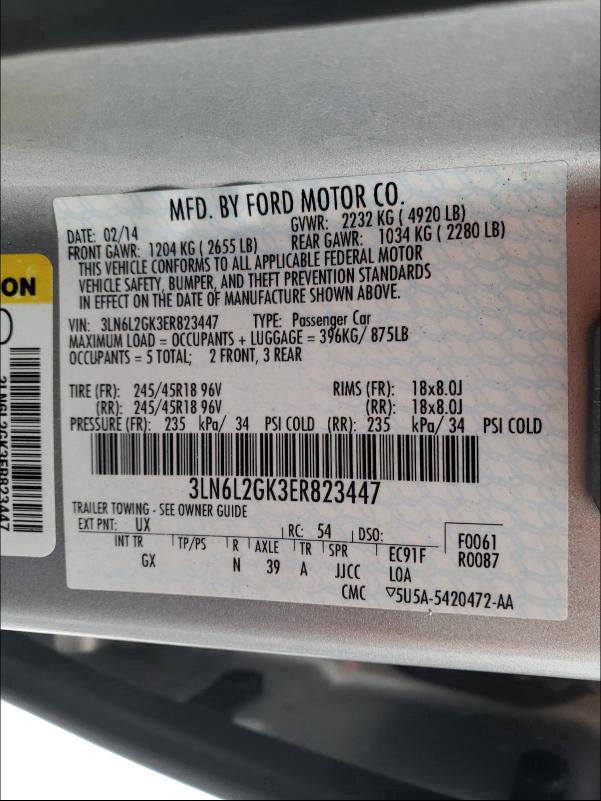 MFD. BY FORD MOTOR CO.
DATE: 02/14 GVWR: 2232 KG ( 4920 LB)
FRONT GAWR: 1204 KG ( 2655 LB) REAR GAWR: 1034 KG ( 2280 LB)
THIS VEHICLE CONFORMS TO ALL APPLICABLE FEDERAL MOTOR
VEHICLE SAFETY, BUMPER, AND THEFT PREVENTION STANDARDS
IN EFFECT ON THE DATE OF MANUFACTURE SHOWN ABOVE.
VIN: 3LN6L2GK3ER823447 TYPE: Passenger Car
MAXIMUM LOAD = OCCUPANTS + LUGGAGE = 396KG/ 875LB
OCCUPANTS = 5 TOTAL; 2 FRONT, 3 REAR
TIRE (FR): 245/45R18 96V RIMS (FR): 18x8.0J
(RR): 245/45R18 96V (RR): 18x8.0J
PRESSURE (FR): 235 kPa/ 34 PSI COLD (RR): 235 kPa/ 34 PSI COLD
3LN6L2GK3ER823447
TRAILER TOWING - SEE OWNER GUIDE
EXT PNT: UX RC: 54 DSO: F0061
INT TR TP/PS R AXLE TR SPR EC91F R0087
GX N 39 A JJCC LOA
CMC ▽5U5A-5420472-AA
ON
3LN6L2GK3ER823447